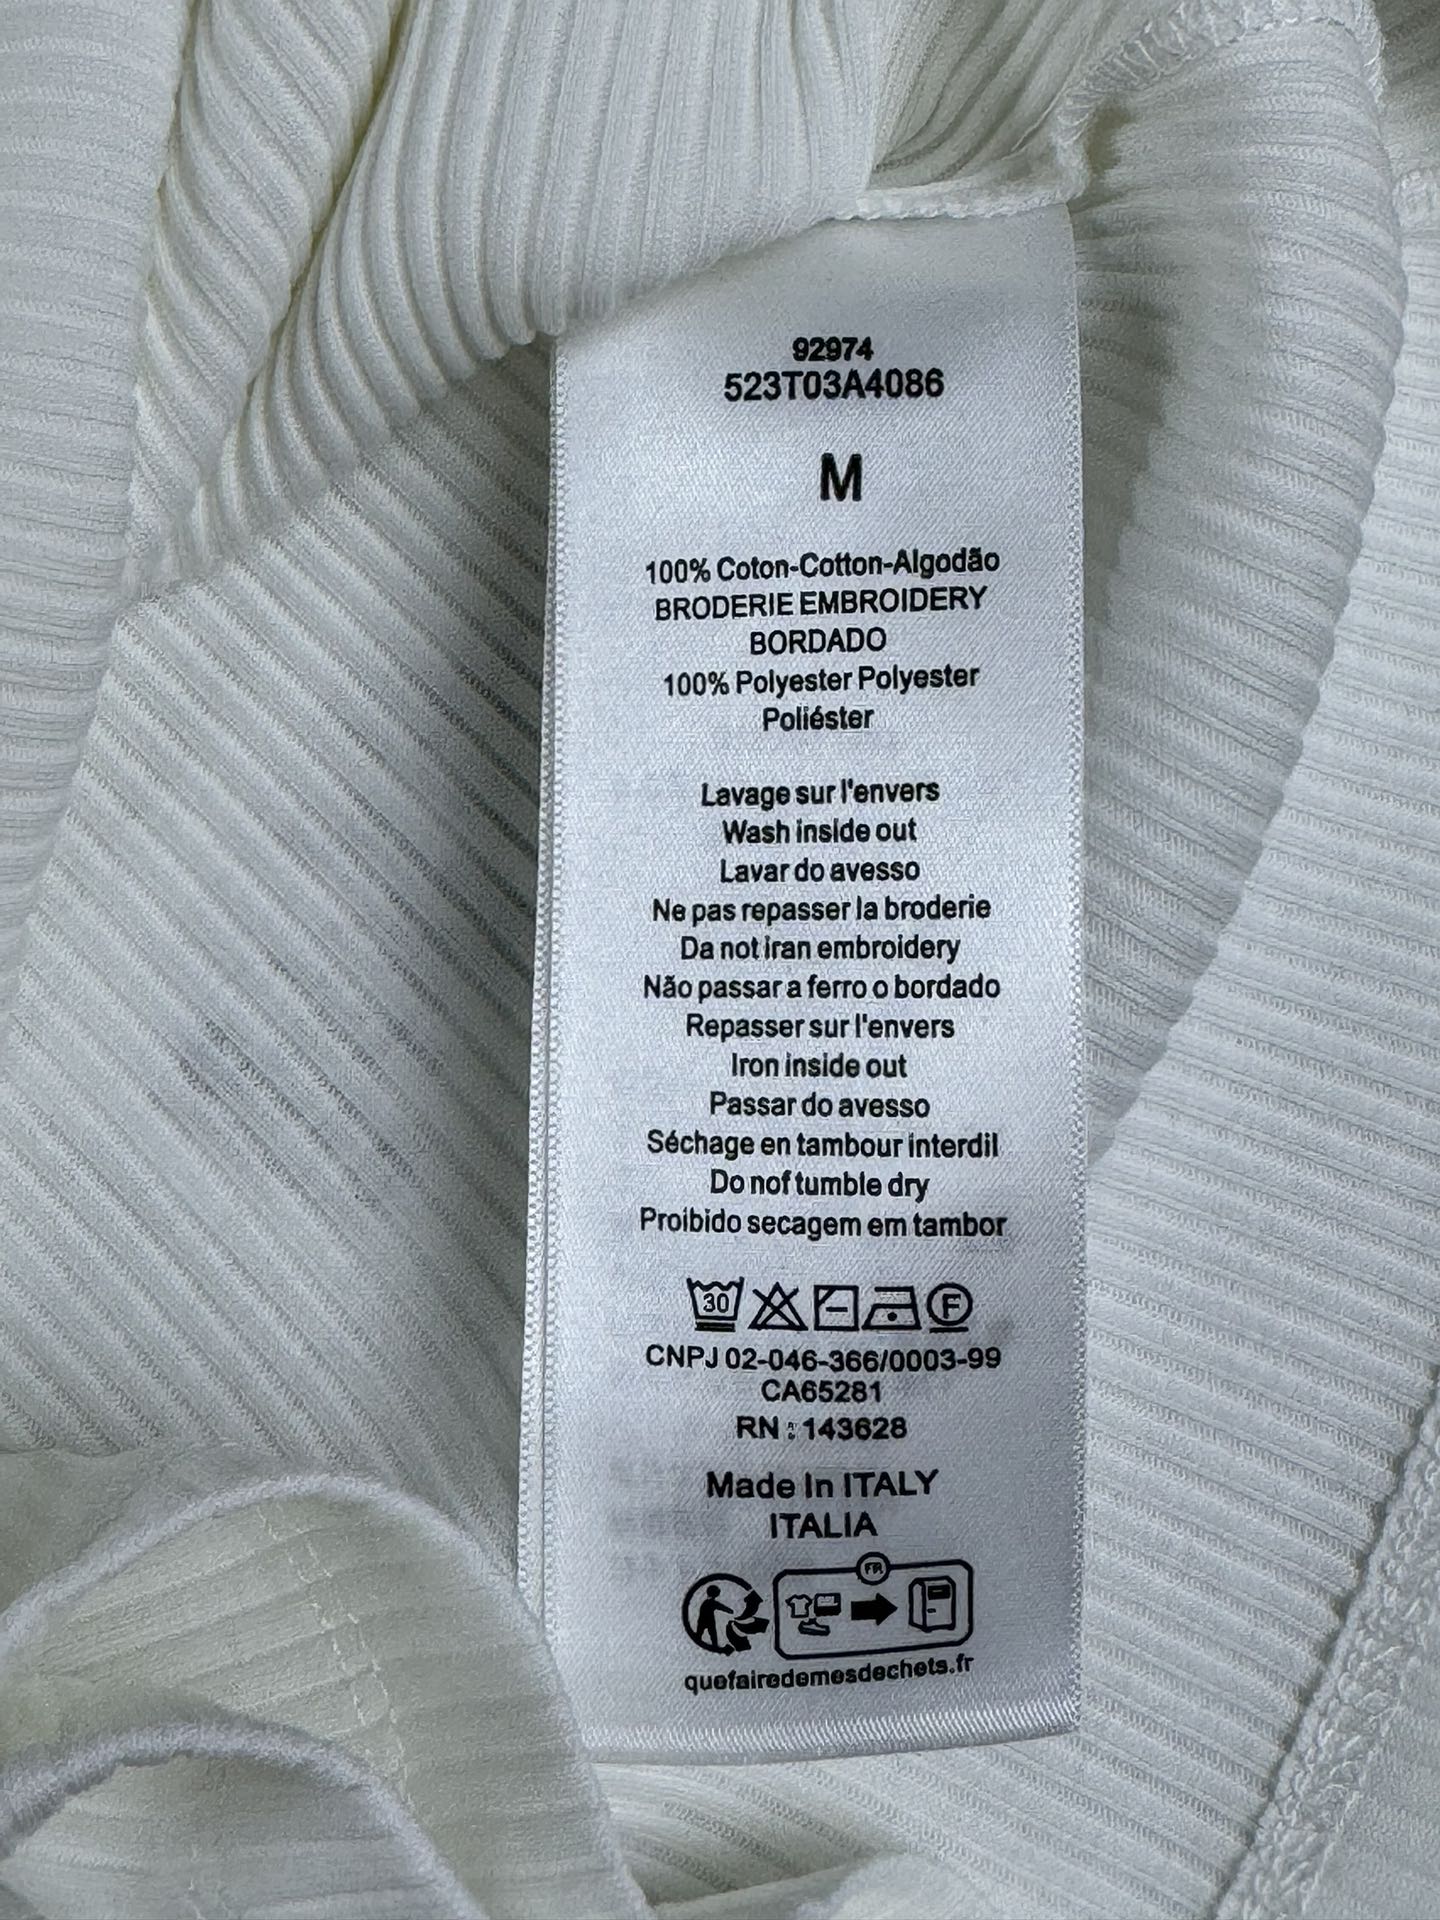 92974
523T03A4086
M
100% Coton-Cotton-Algodão
BRODERIE EMBROIDERY
BORDADO
100% Polyester Polyester
Poliéster
Lavage sur l'envers
Wash inside out
Lavar do avesso
Ne pas repasser la broderie
Da not iran embroidery
Não passar a ferro o bordado
Repasser sur l'envers
Iron inside out
Passar do avesso
Séchage en tambour interdil
Do nof tumble dry
Proibido secagem em tambor
30 F
CNPJ 02-046-366/0003-99
CA65281
RN : 143628
Made In ITALY
ITALIA
FR
quefairedemesdechets.fr